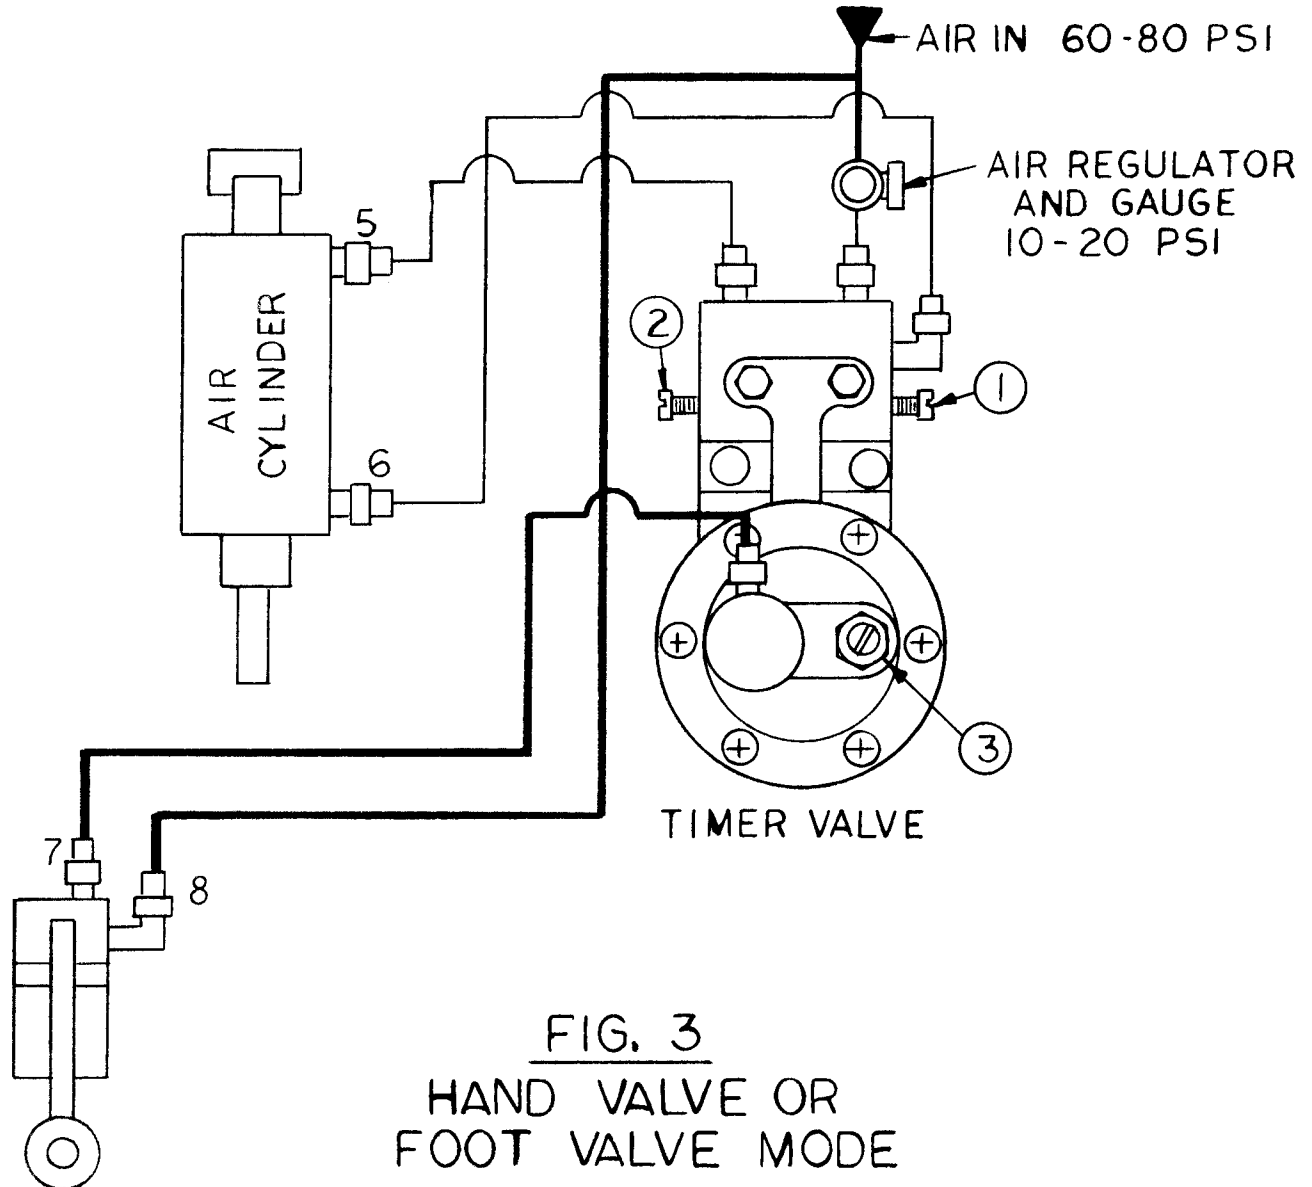 AIR IN 60-80 PSI
AIR REGULATOR
AND GAUGE
10-20 PSI
5
AIR
CYLINDER
2
1
6
3
TIMER VALVE
7
8
FIG. 3
HAND VALVE OR
FOOT VALVE MODE